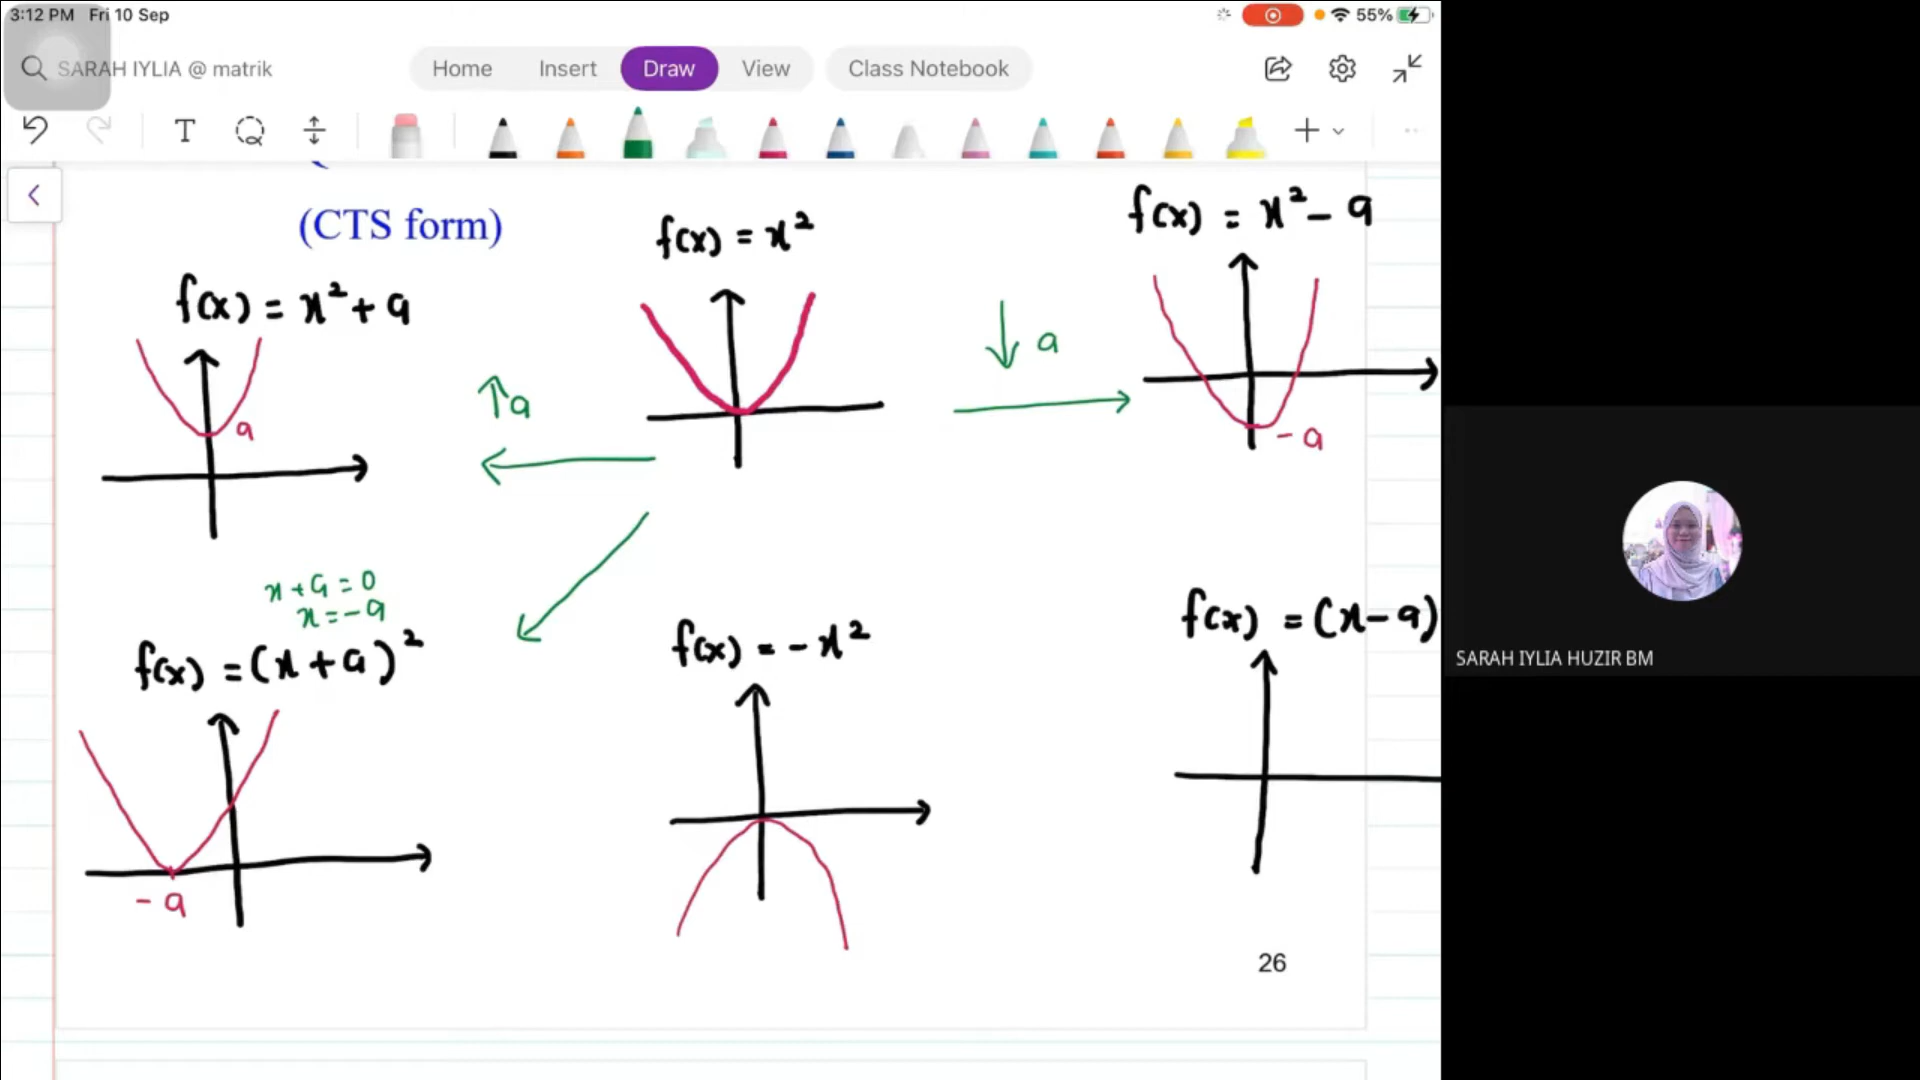 3:12 PM Fri 10 Sep
55%
SARAH IYLIA @ matrik
Home Insert Draw View Class Notebook
T
(CTS form)
f(x) = x² + a
a
↑a
f(x) = x²
↓ a
f(x) = x² - a
- a
x + a = 0
x = - a
f(x) = (x + a)²
- a
f(x) = - x²
f(x) = (x - a)
26
SARAH IYLIA HUZIR BM